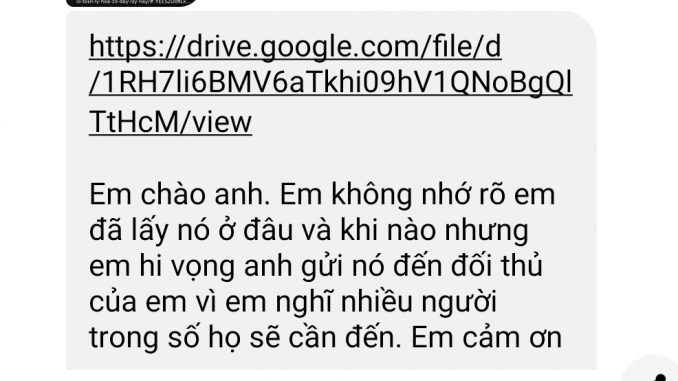 https://drive.google.com/file/d
/1RH7li6BMV6aTkhi09hV1QNoBgQl
TtHcM/view
Em chào anh. Em không nhớ rõ em
đã lấy nó ở đâu và khi nào nhưng
em hi vọng anh gửi nó đến đối thủ
của em vì em nghĩ nhiều người
trong số họ sẽ cần đến. Em cảm ơn